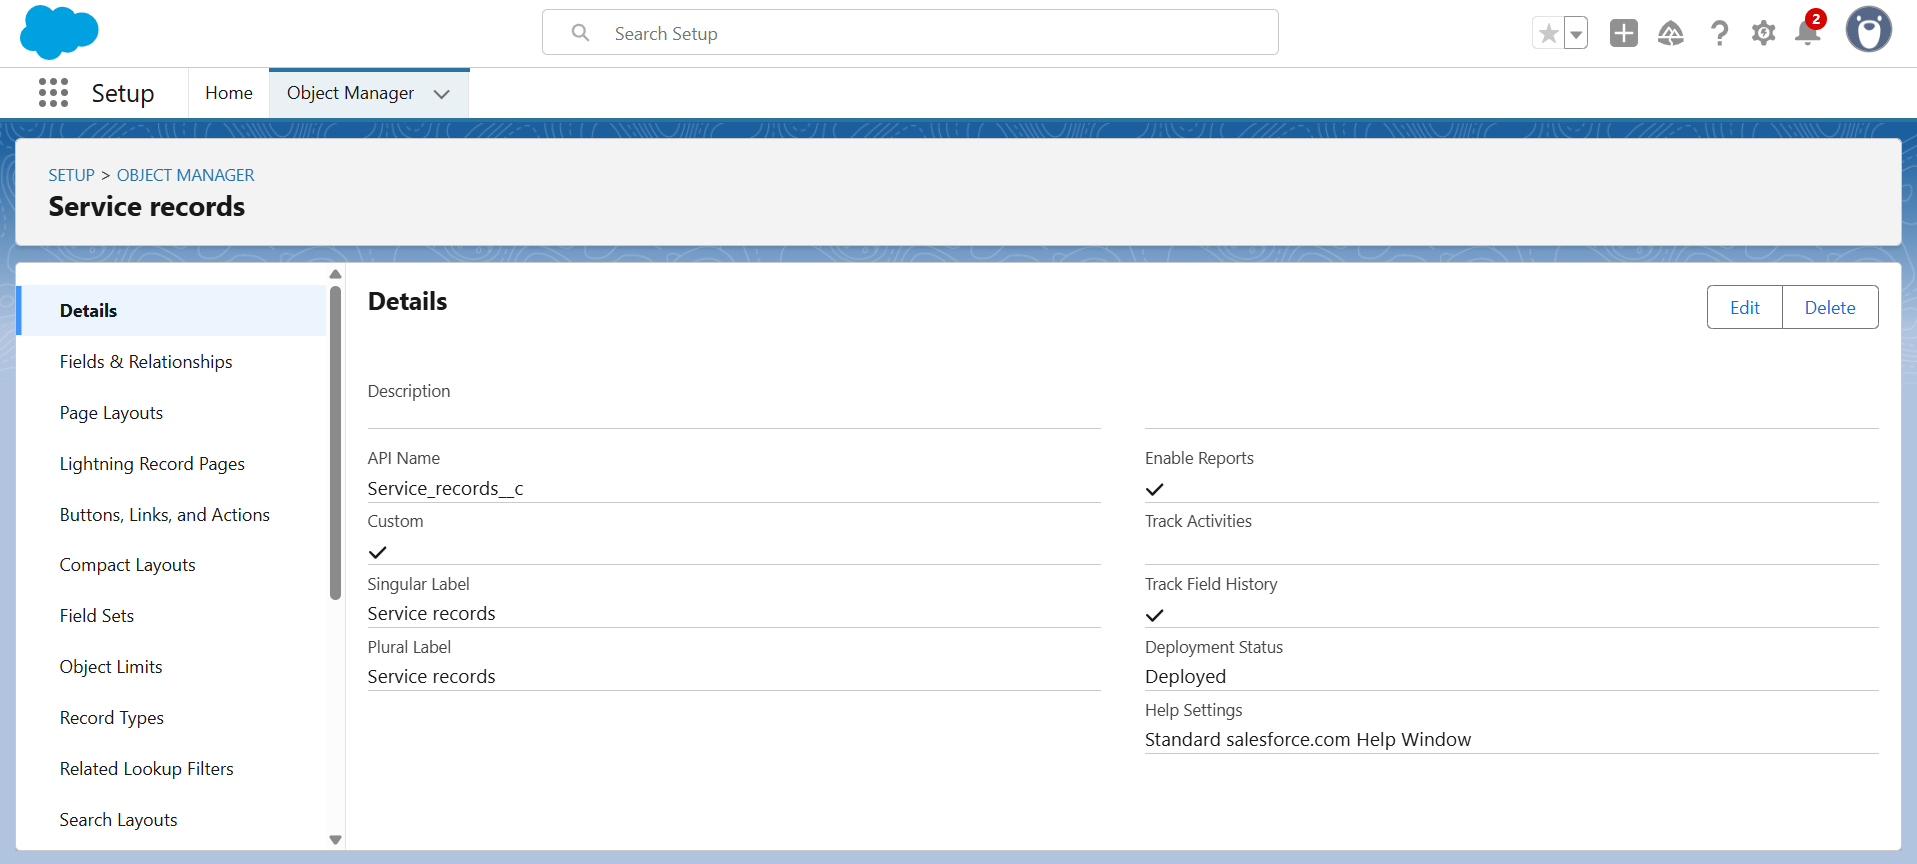 Search Setup
2
Setup
Home
Object Manager
SETUP > OBJECT MANAGER
Service records
Details
Fields & Relationships
Page Layouts
Lightning Record Pages
Buttons, Links, and Actions
Compact Layouts
Field Sets
Object Limits
Record Types
Related Lookup Filters
Search Layouts
Details
Edit
Delete
Description
API Name
Service_records__c
Custom
Singular Label
Service records
Plural Label
Service records
Enable Reports
Track Activities
Track Field History
Deployment Status
Deployed
Help Settings
Standard salesforce.com Help Window